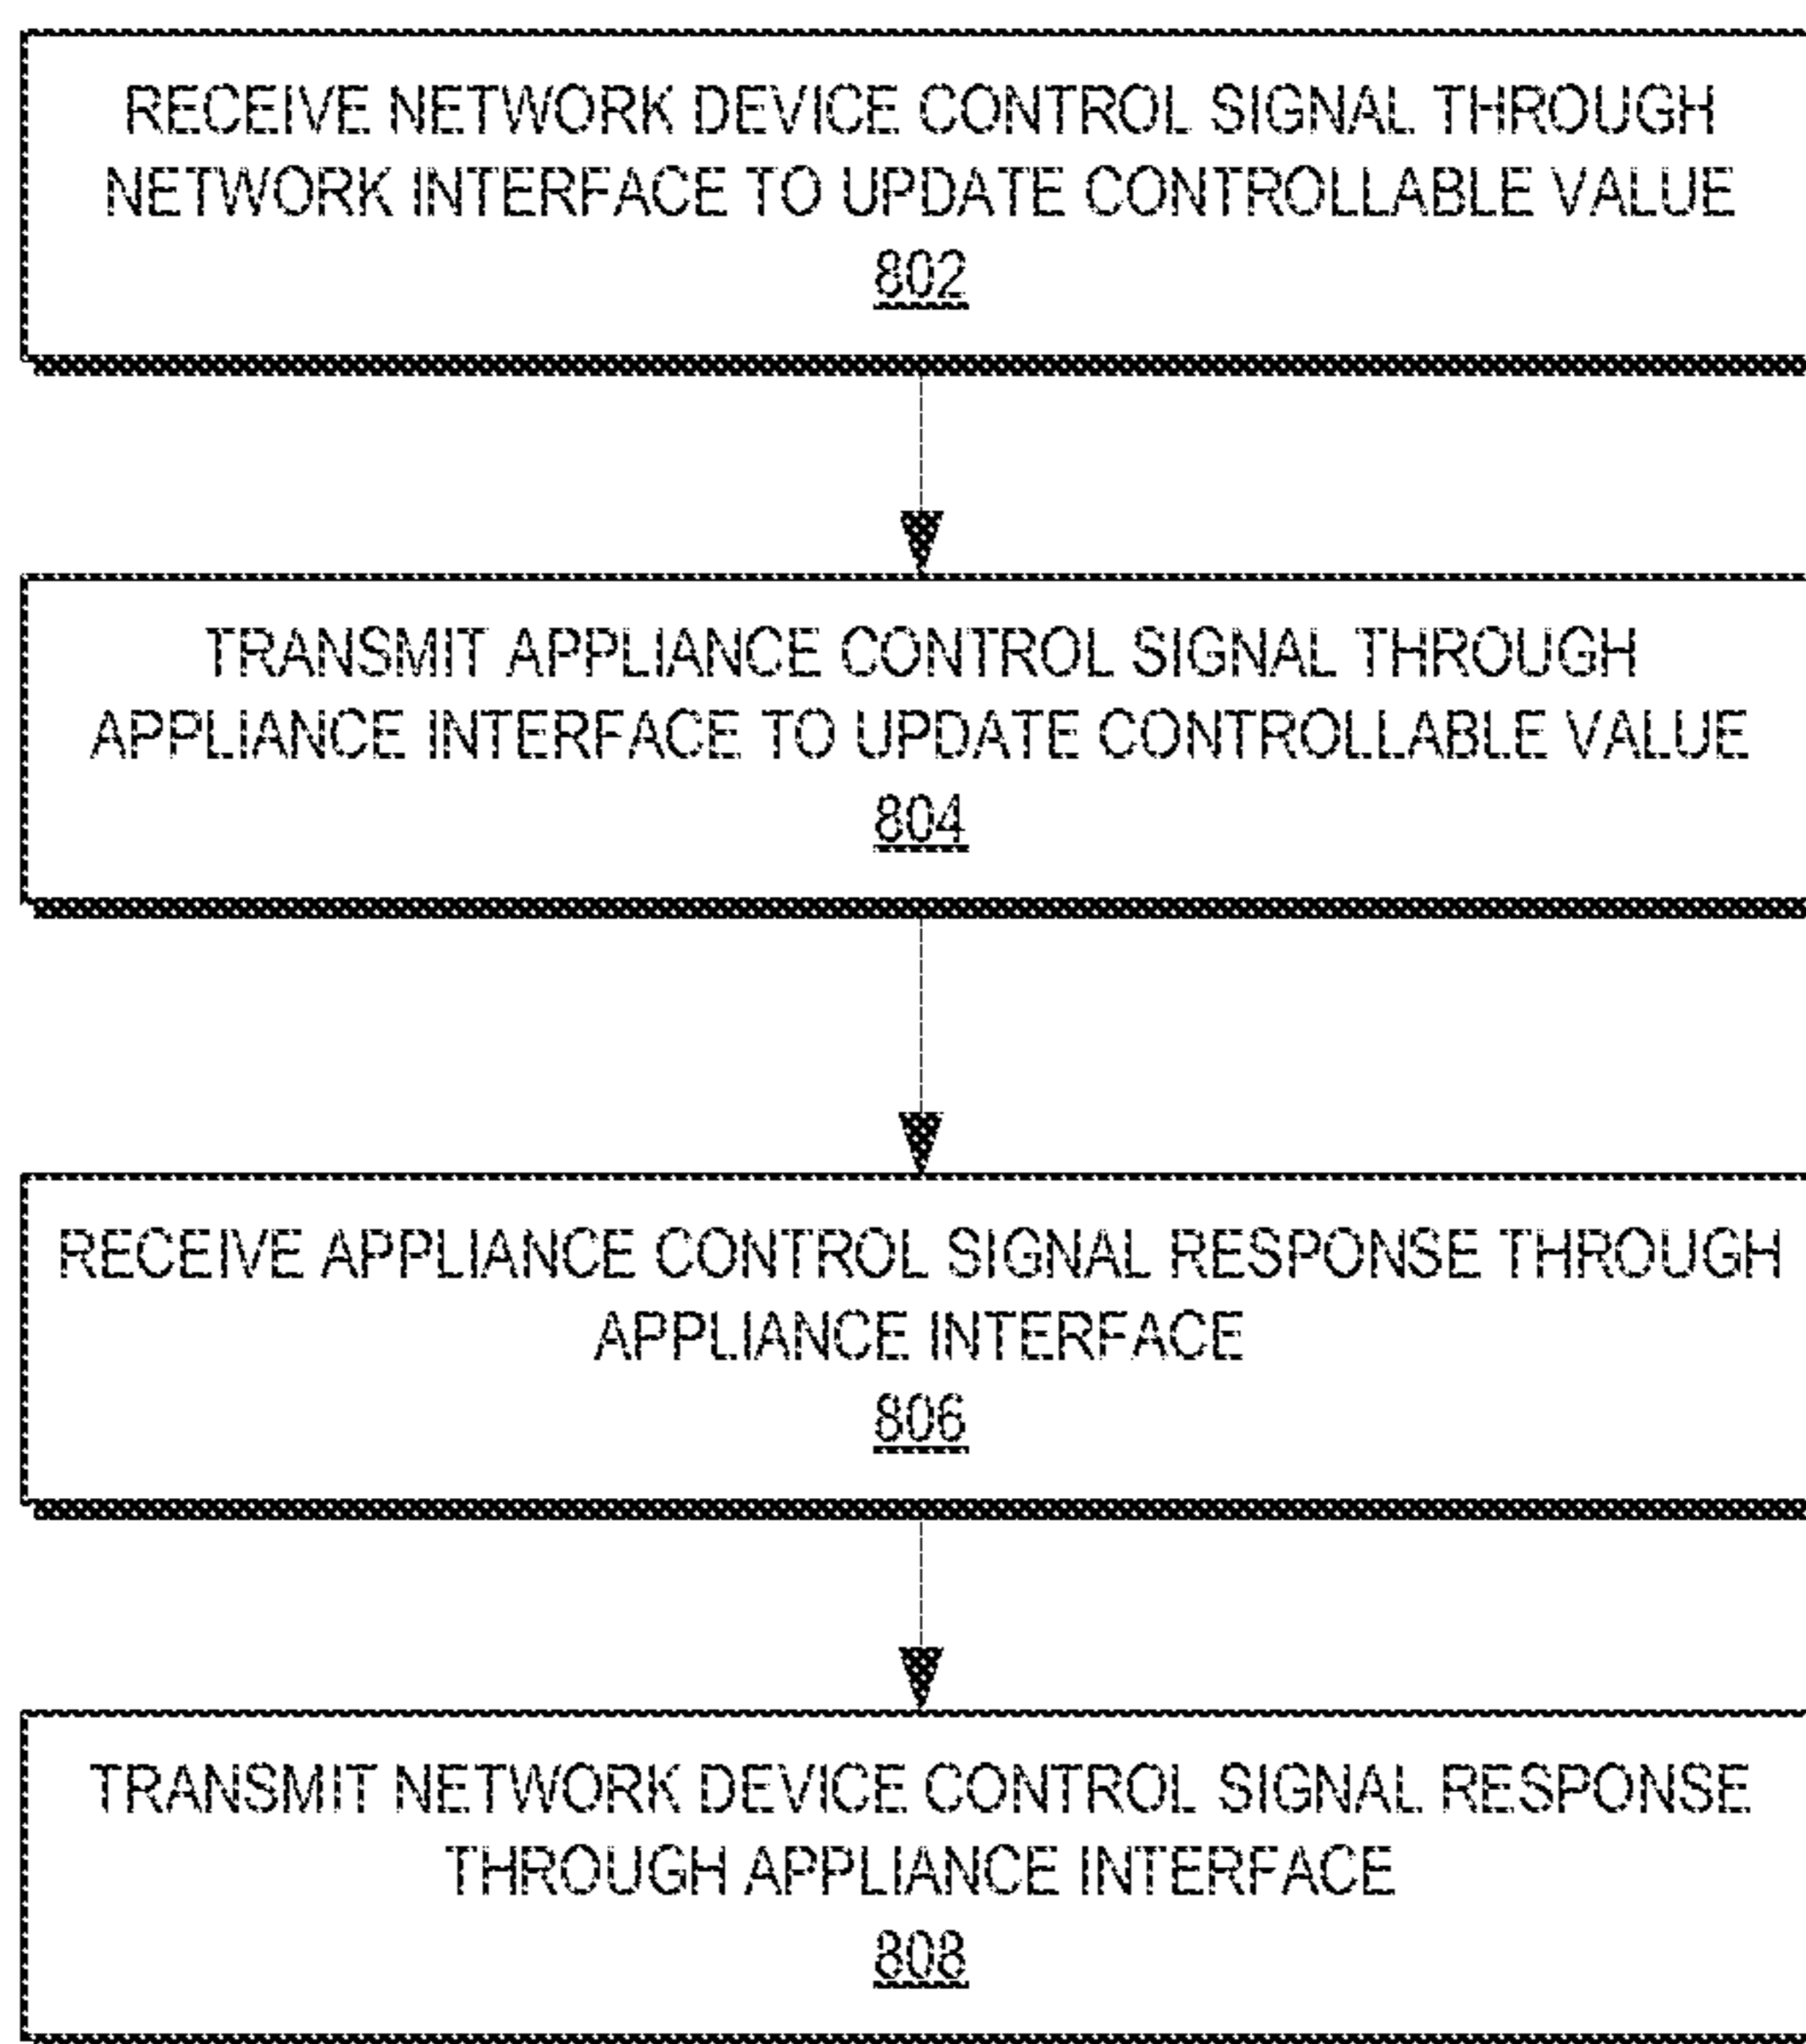 RECEIVE NETWORK DEVICE CONTROL SIGNAL THROUGH
NETWORK INTERFACE TO UPDATE CONTROLLABLE VALUE
802
TRANSMIT APPLIANCE CONTROL SIGNAL THROUGH
APPLIANCE INTERFACE TO UPDATE CONTROLLABLE VALUE
804
RECEIVE APPLIANCE CONTROL SIGNAL RESPONSE THROUGH
APPLIANCE INTERFACE
806
TRANSMIT NETWORK DEVICE CONTROL SIGNAL RESPONSE
THROUGH APPLIANCE INTERFACE
808